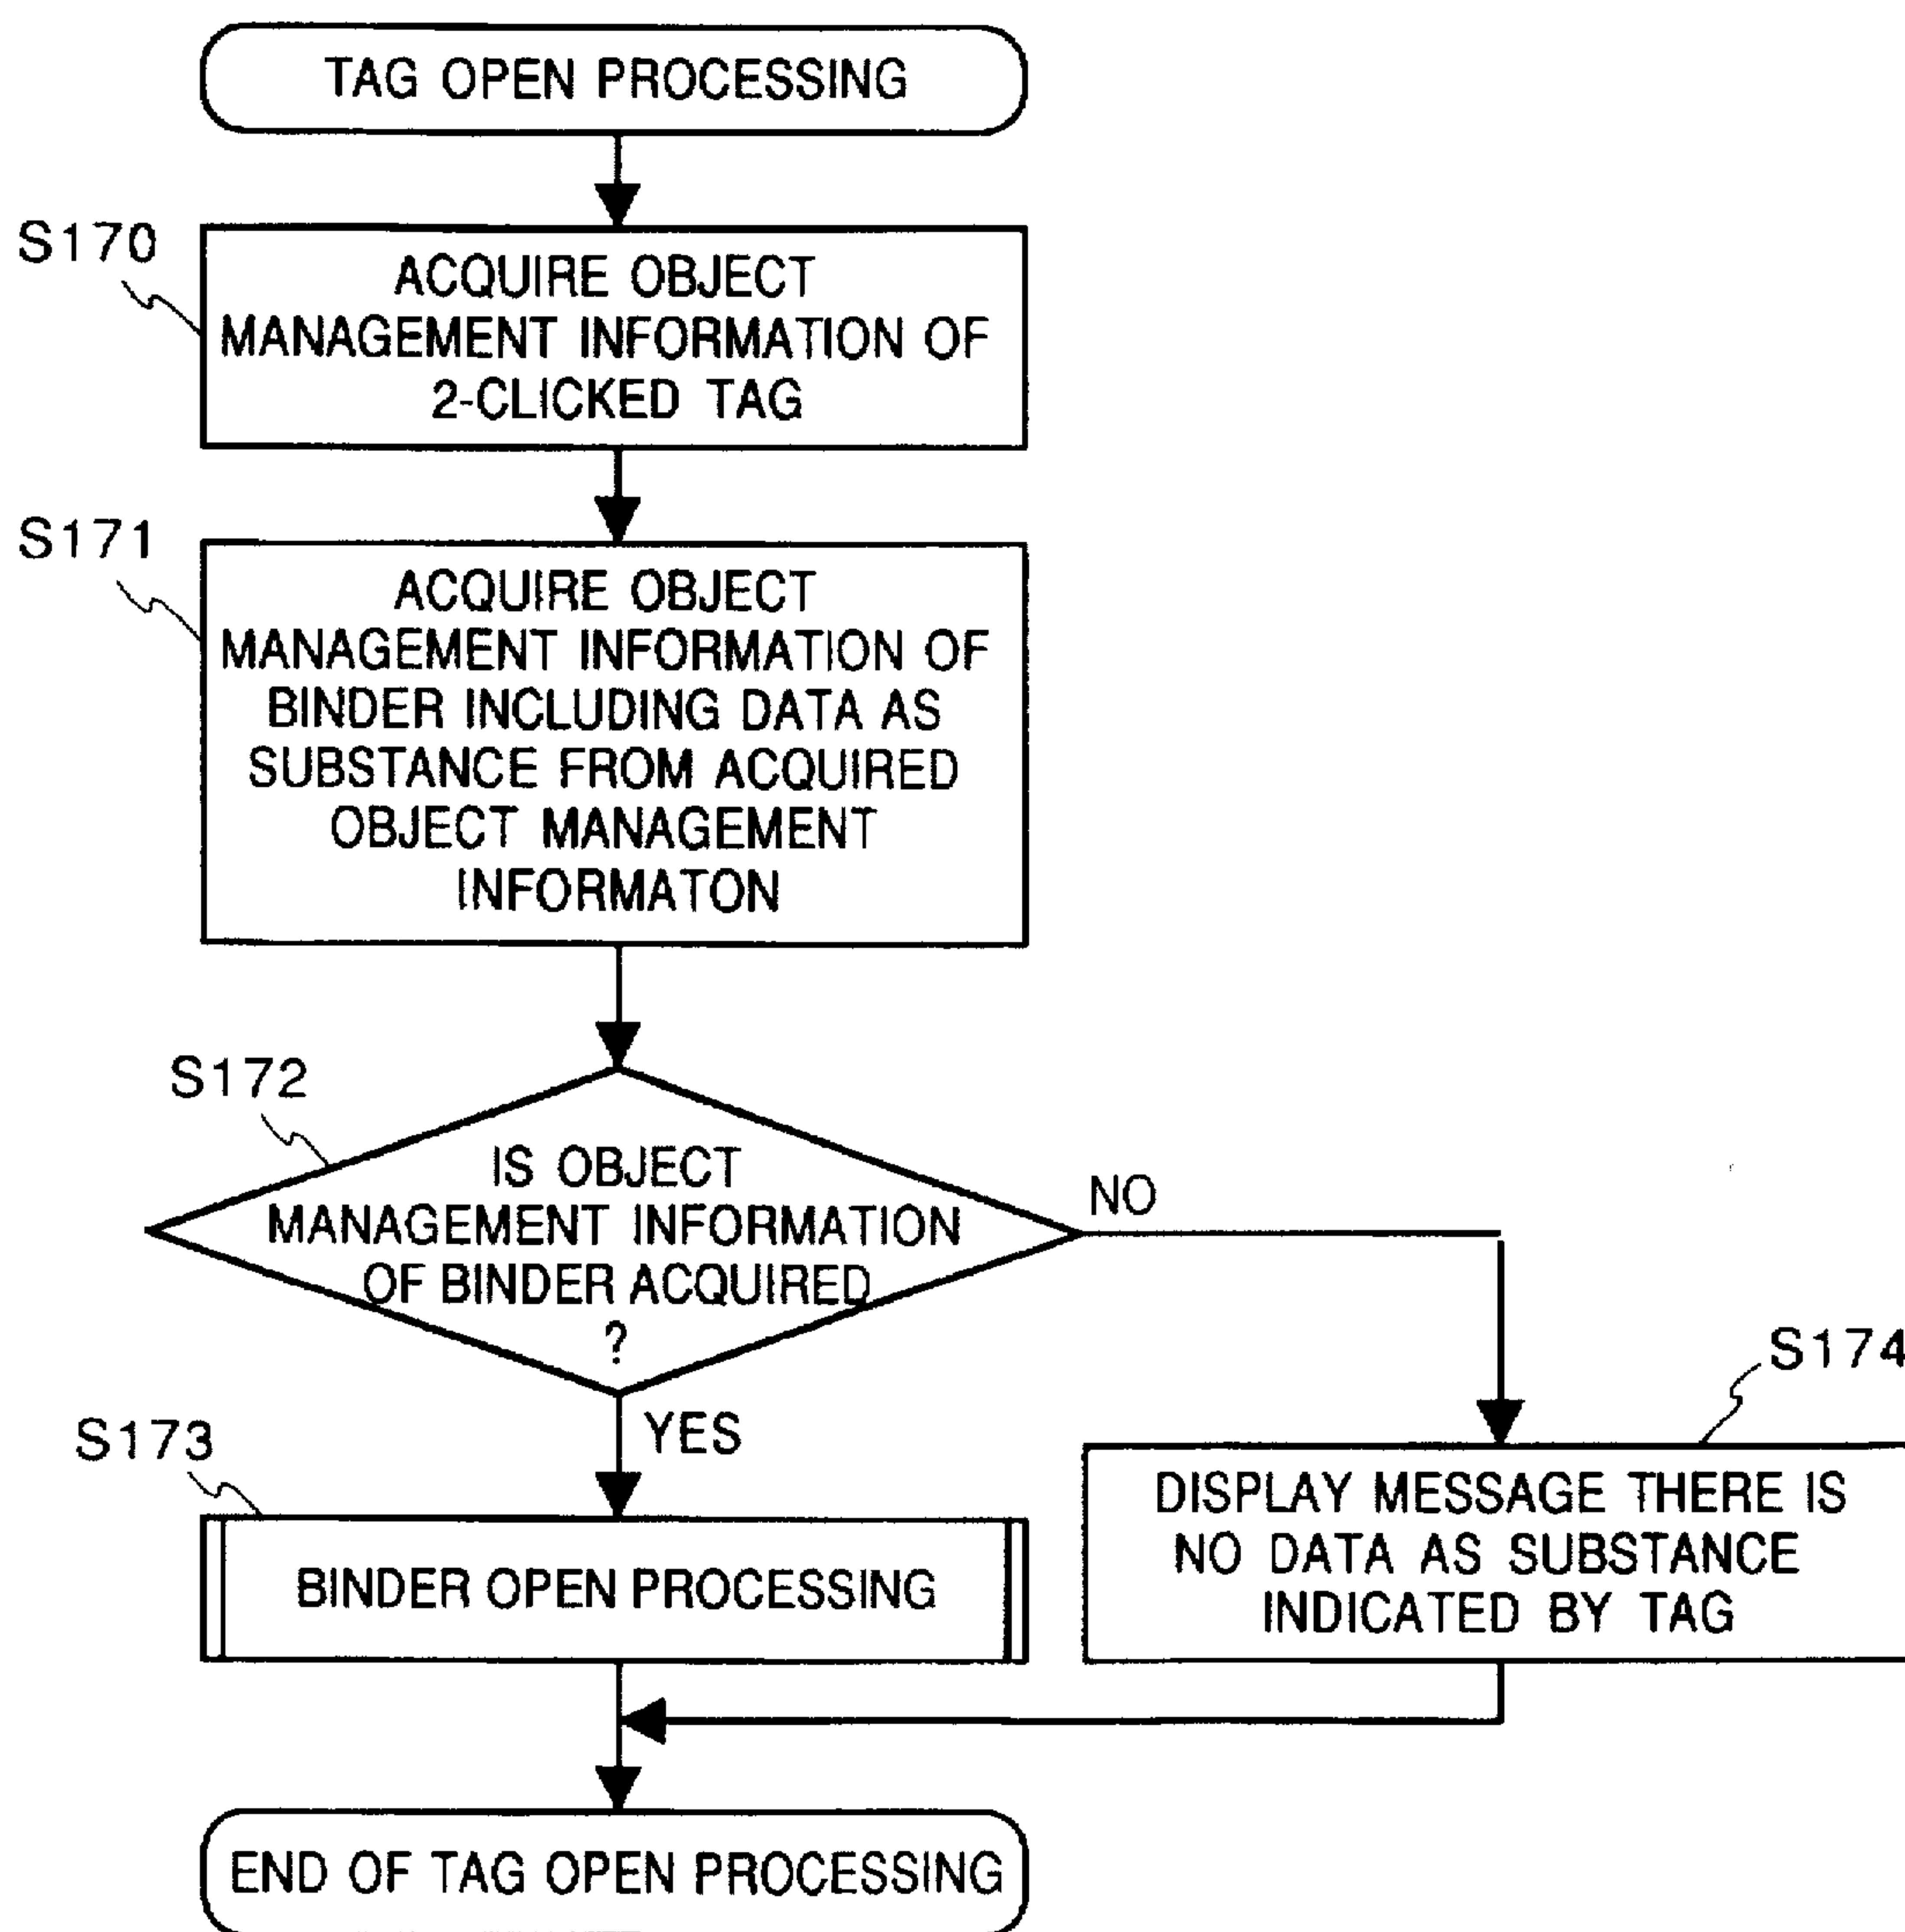 TAG OPEN PROCESSING
S170
ACQUIRE OBJECT
MANAGEMENT INFORMATION OF
2-CLICKED TAG
S171
ACQUIRE OBJECT
MANAGEMENT INFORMATION OF
BINDER INCLUDING DATA AS
SUBSTANCE FROM ACQUIRED
OBJECT MANAGEMENT
INFORMATON
S172
IS OBJECT
MANAGEMENT INFORMATION
OF BINDER ACQUIRED
?
NO
YES
S173
BINDER OPEN PROCESSING
S174
DISPLAY MESSAGE THERE IS
NO DATA AS SUBSTANCE
INDICATED BY TAG
END OF TAG OPEN PROCESSING